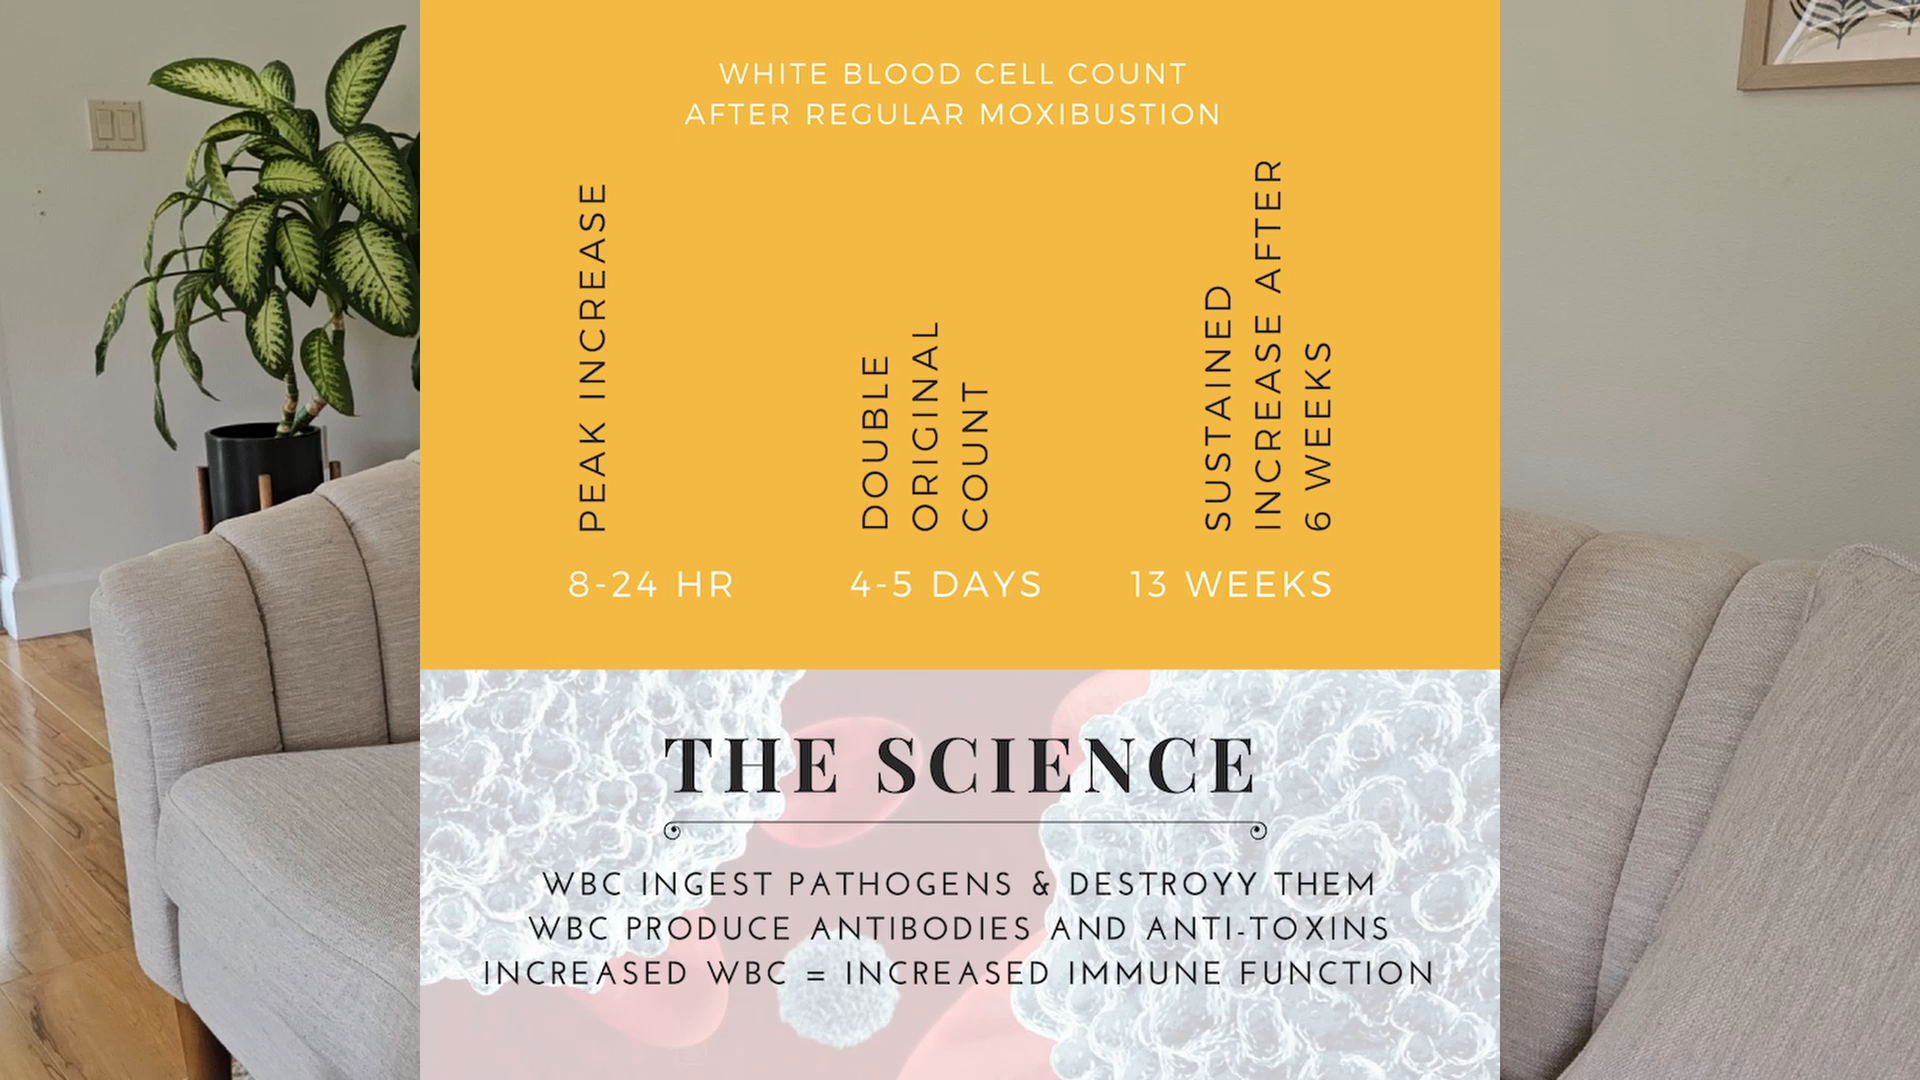 WHITE BLOOD CELL COUNT
AFTER REGULAR MOXIBUSTION
PEAK INCREASE
DOUBLE
ORIGINAL
COUNT
SUSTAINED
INCREASE AFTER
6 WEEKS
8-24 HR
4-5 DAYS
13 WEEKS
THE SCIENCE
WBC INGEST PATHOGENS & DESTROYY THEM
WBC PRODUCE ANTIBODIES AND ANTI-TOXINS
INCREASED WBC = INCREASED IMMUNE FUNCTION